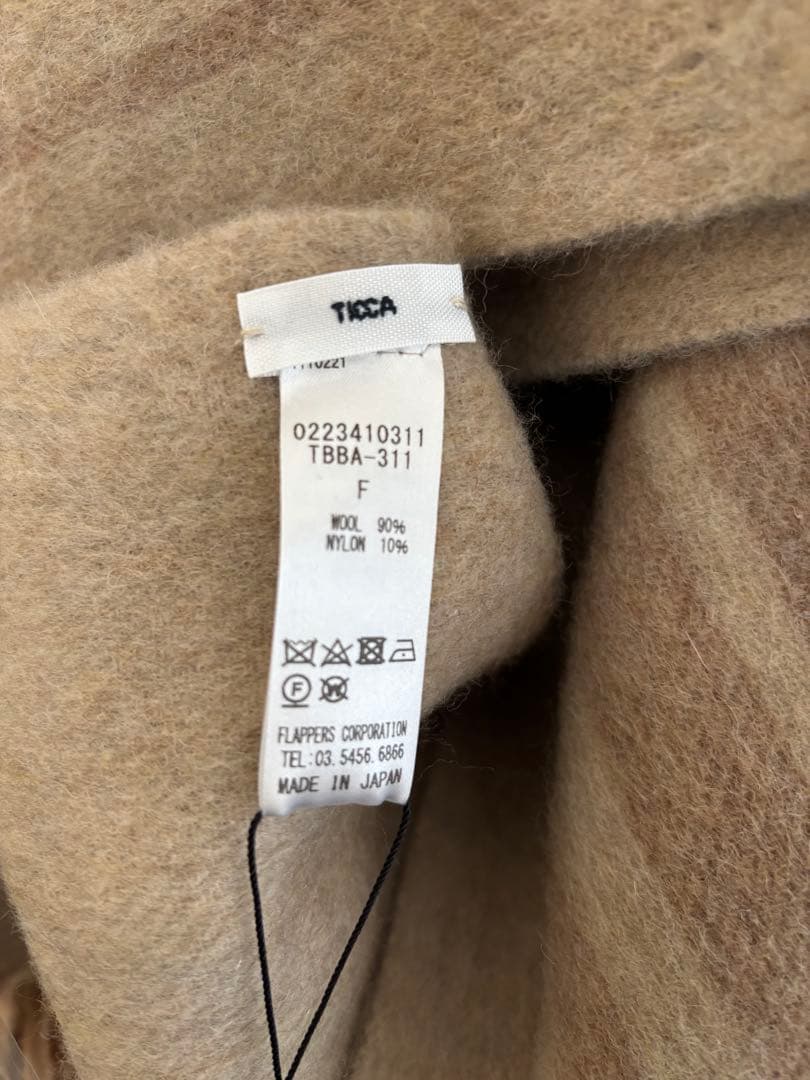 TICCA
0223410311
TBBA-311
F
WOOL 90%
NYLON 10%
F
W
FLAPPERS CORPORATION
TEL:03.5456.6866
MADE IN JAPAN